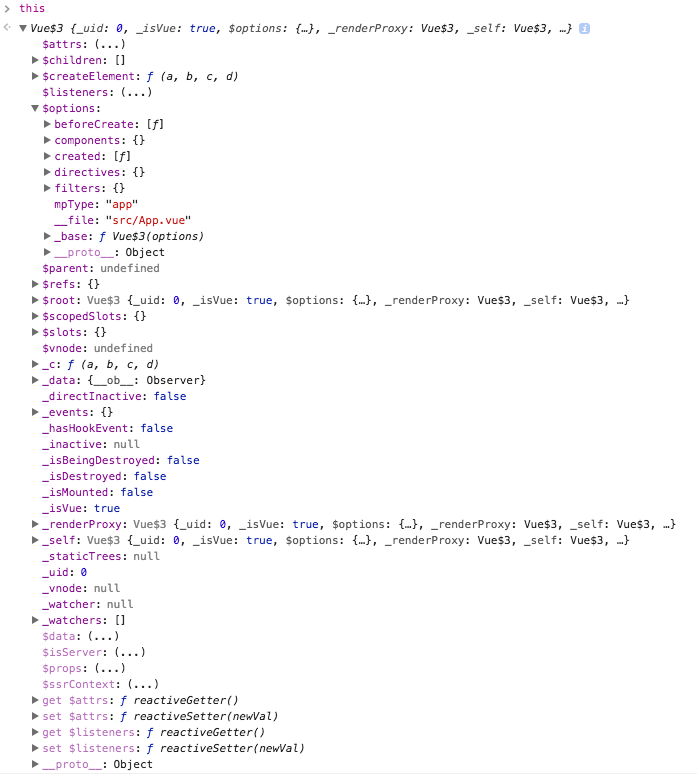 this
Vue$3 {_uid: 0, _isVue: true, $options: {…}, _renderProxy: Vue$3, _self: Vue$3, …} i
$attrs: (...)
$children: []
$createElement: ƒ (a, b, c, d)
$listeners: (...)
$options:
beforeCreate: [ƒ]
components: {}
created: [ƒ]
directives: {}
filters: {}
mpType: "app"
__file: "src/App.vue"
_base: ƒ Vue$3(options)
__proto__: Object
$parent: undefined
$refs: {}
$root: Vue$3 {_uid: 0, _isVue: true, $options: {…}, _renderProxy: Vue$3, _self: Vue$3, …}
$scopedSlots: {}
$slots: {}
$vnode: undefined
_c: ƒ (a, b, c, d)
_data: {__ob__: Observer}
_directInactive: false
_events: {}
_hasHookEvent: false
_inactive: null
_isBeingDestroyed: false
_isDestroyed: false
_isMounted: false
_isVue: true
_renderProxy: Vue$3 {_uid: 0, _isVue: true, $options: {…}, _renderProxy: Vue$3, _self: Vue$3, …}
_self: Vue$3 {_uid: 0, _isVue: true, $options: {…}, _renderProxy: Vue$3, _self: Vue$3, …}
_staticTrees: null
_uid: 0
_vnode: null
_watcher: null
_watchers: []
$data: (...)
$isServer: (...)
$props: (...)
$ssrContext: (...)
get $attrs: ƒ reactiveGetter()
set $attrs: ƒ reactiveSetter(newVal)
get $listeners: ƒ reactiveGetter()
set $listeners: ƒ reactiveSetter(newVal)
__proto__: Object